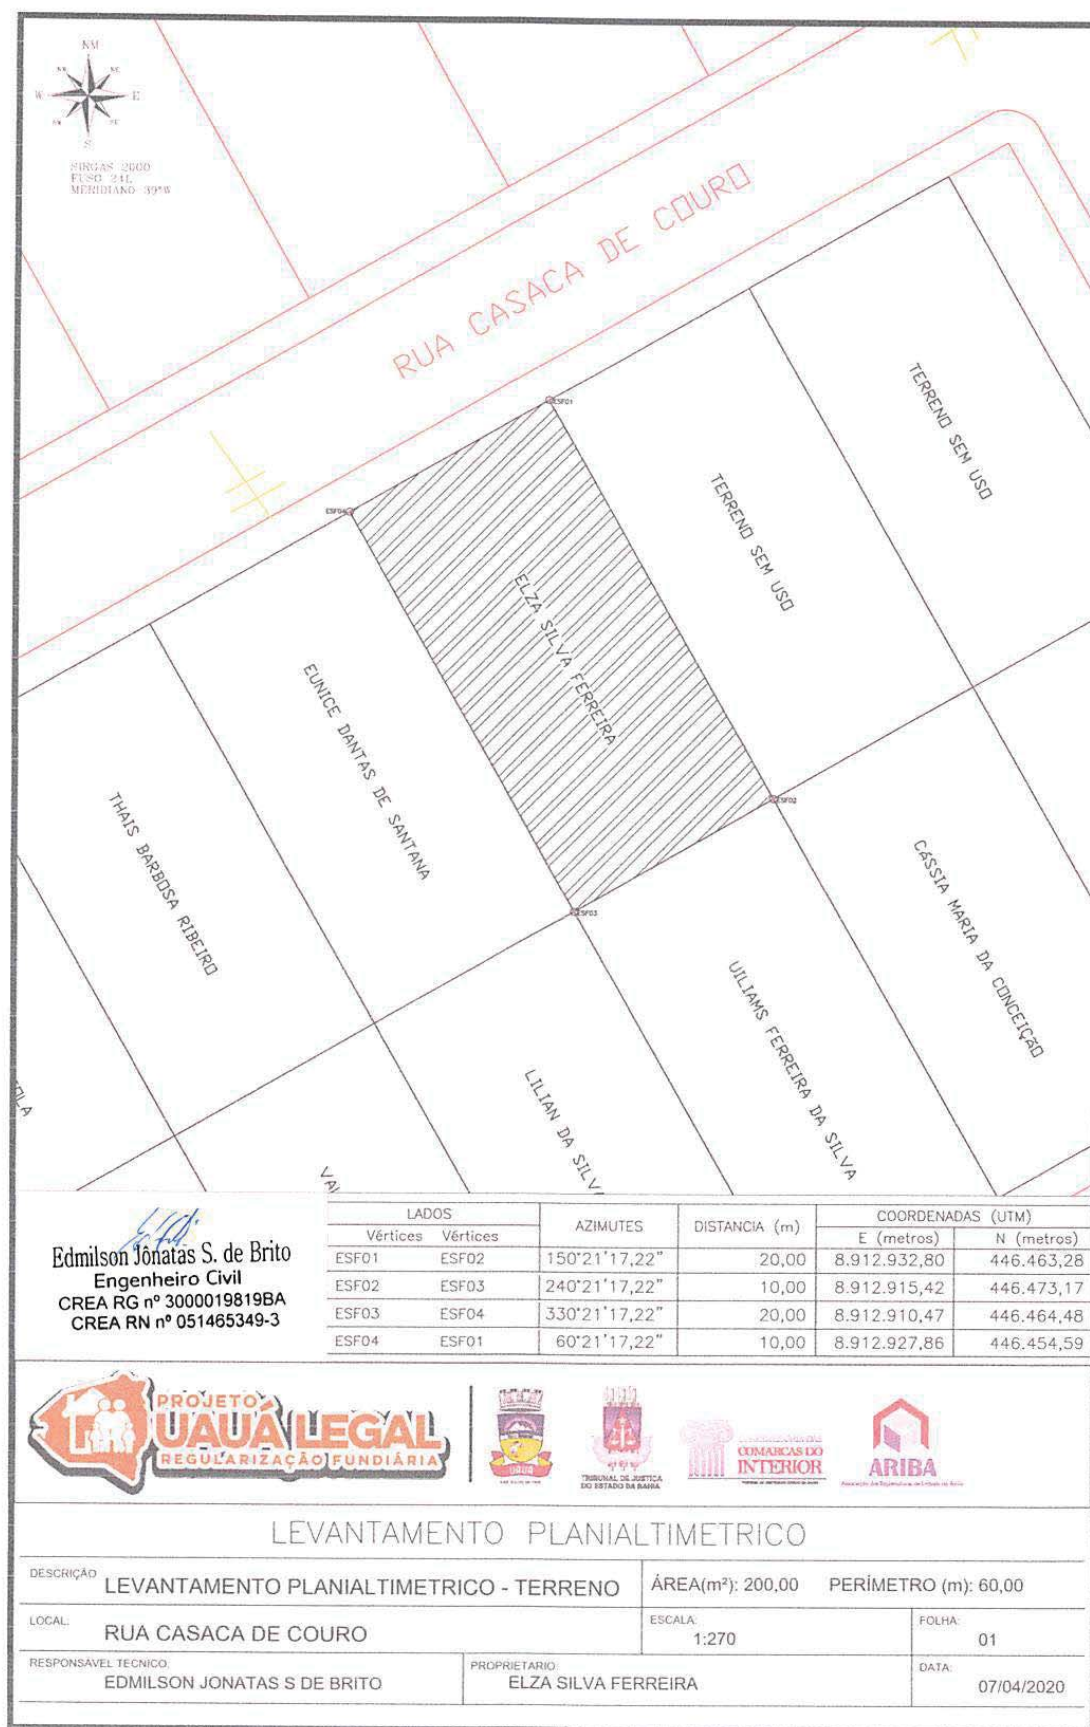 NM
W E
S
SIRGAS 2000
FUSO 24L
MERIDIANO 39°W
RUA CASACA DE COURO
ESF01
ESF04
TERRENO SEM USO
TERRENO SEM USO
ELZA SILVA FERREIRA
EUNICE DANTAS DE SANTANA
THAIS BARBOSA RIBEIRO
ESF02
ESF03
CÁSSIA MARIA DA CONCEIÇÃO
UILIAMS FERREIRA DA SILVA
LILIAN DA SILVA
Edmilson Jônatas S. de Brito
Engenheiro Civil
CREA RG nº 3000019819BA
CREA RN nº 051465349-3
LADOS AZIMUTES DISTANCIA (m) COORDENADAS (UTM)
Vértices Vértices E (metros) N (metros)
ESF01 ESF02 150°21'17,22" 20,00 8.912.932,80 446.463,28
ESF02 ESF03 240°21'17,22" 10,00 8.912.915,42 446.473,17
ESF03 ESF04 330°21'17,22" 20,00 8.912.910,47 446.464,48
ESF04 ESF01 60°21'17,22" 10,00 8.912.927,86 446.454,59
PROJETO
UAUÁ LEGAL
REGULARIZAÇÃO FUNDIÁRIA
UAUÁ
TRIBUNAL DE JUSTIÇA
DO ESTADO DA BAHIA
COMARCAS DO
INTERIOR
ARIBA
LEVANTAMENTO PLANIALTIMETRICO
DESCRIÇÃO LEVANTAMENTO PLANIALTIMETRICO - TERRENO ÁREA(m²): 200,00 PERÍMETRO (m): 60,00
LOCAL: RUA CASACA DE COURO ESCALA: 1:270 FOLHA: 01
RESPONSÁVEL TECNICO: EDMILSON JONATAS S DE BRITO PROPRIETARIO: ELZA SILVA FERREIRA DATA: 07/04/2020